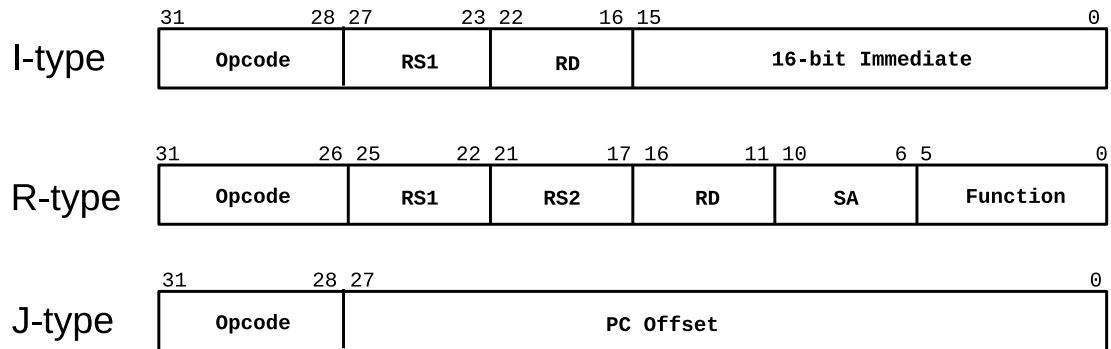 31 28 27 23 22 16 15 0
I-type Opcode RS1 RD 16-bit Immediate
31 26 25 22 21 17 16 11 10 6 5 0
R-type Opcode RS1 RS2 RD SA Function
31 28 27 0
J-type Opcode PC Offset